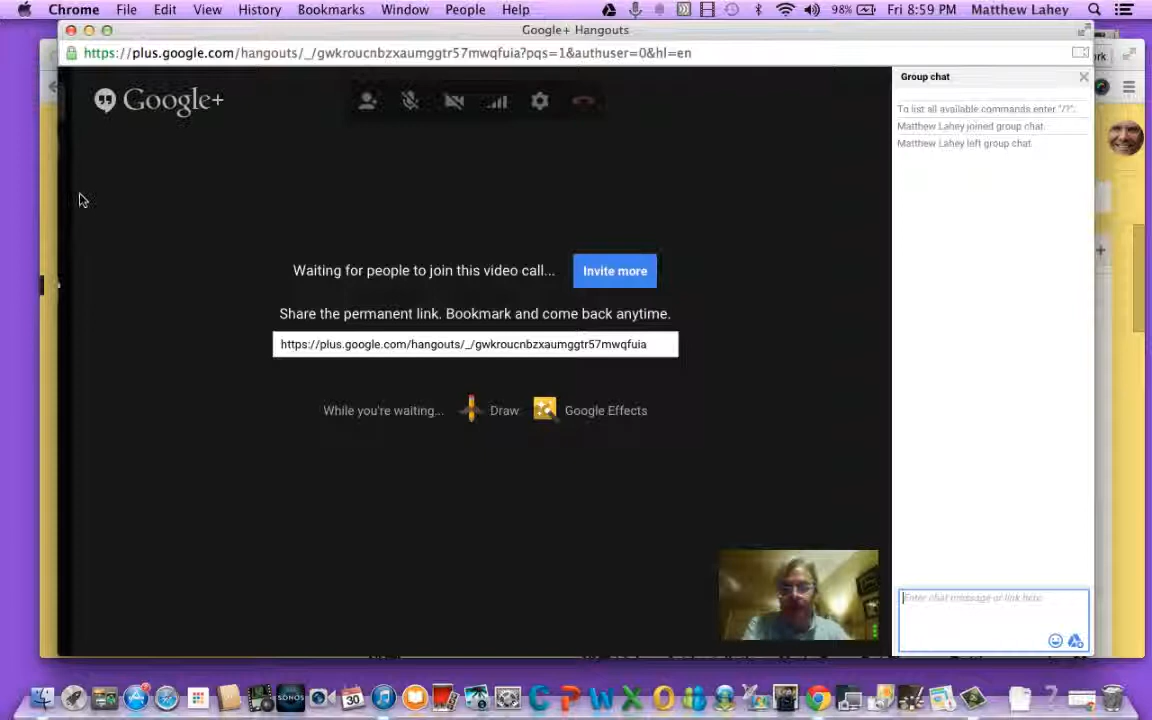 Chrome File Edit View History Bookmarks Window People Help 98% Fri 8:59 PM Matthew Lahey
Google+ Hangouts
https://plus.google.com/hangouts/_/gwkroucnbzxaumggtr57mwqfuia?pqs=1&authuser=0&hl=en
Google+
Group chat
To list all available commands enter "/?".
Matthew Lahey joined group chat.
Matthew Lahey left group chat.
Waiting for people to join this video call... Invite more
Share the permanent link. Bookmark and come back anytime.
https://plus.google.com/hangouts/_/gwkroucnbzxaumggtr57mwqfuia
While you're waiting... Draw Google Effects
Enter chat message or link here
SONOS 30